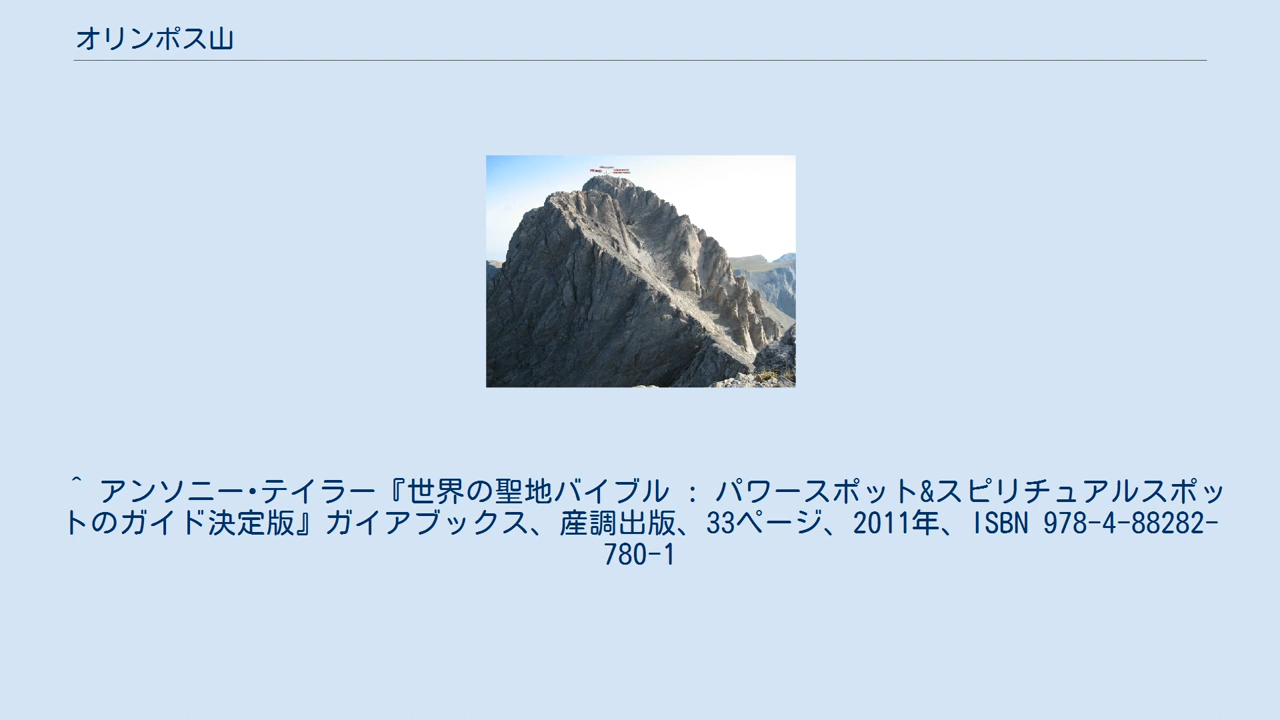 オリンポス山
^ アンソニー・テイラー『世界の聖地バイブル : パワースポット&スピリチュアルスポッ
トのガイド決定版』ガイアブックス、産調出版、33ページ、2011年、ISBN 978-4-88282-
780-1